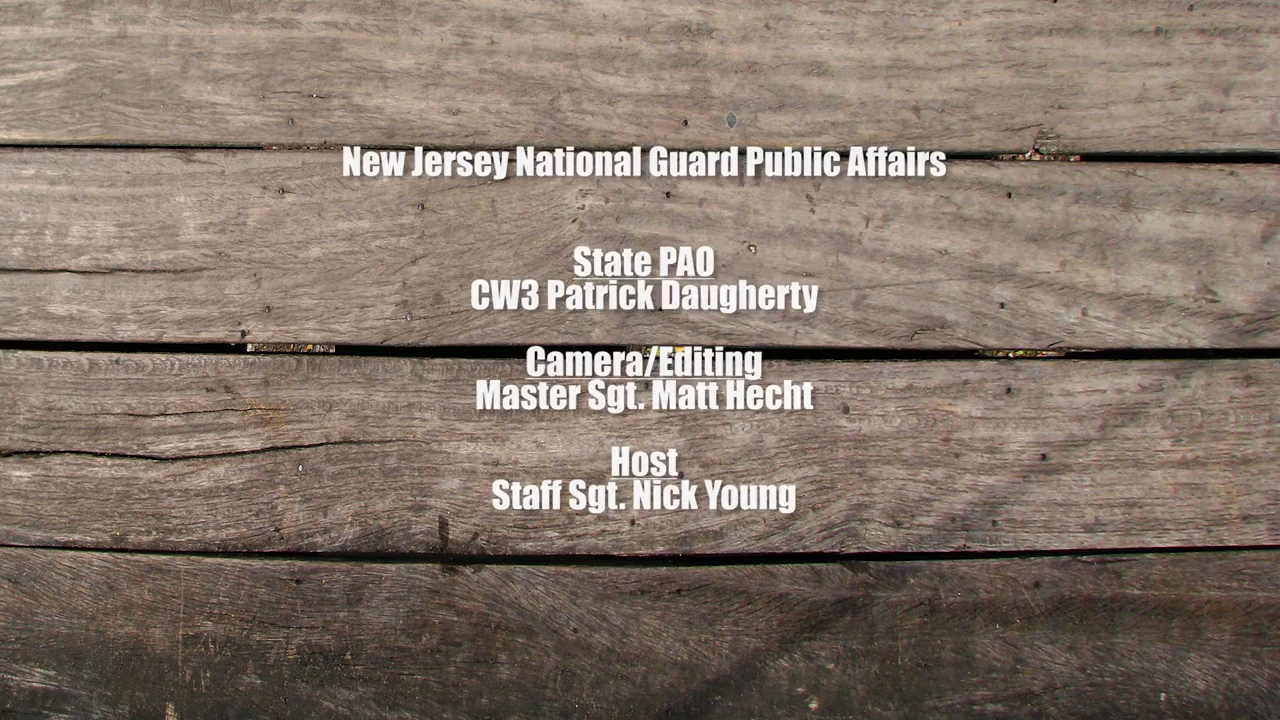 New Jersey National Guard Public Affairs
State PAO
CW3 Patrick Daugherty
Camera/Editing
Master Sgt. Matt Hecht
Host
Staff Sgt. Nick Young